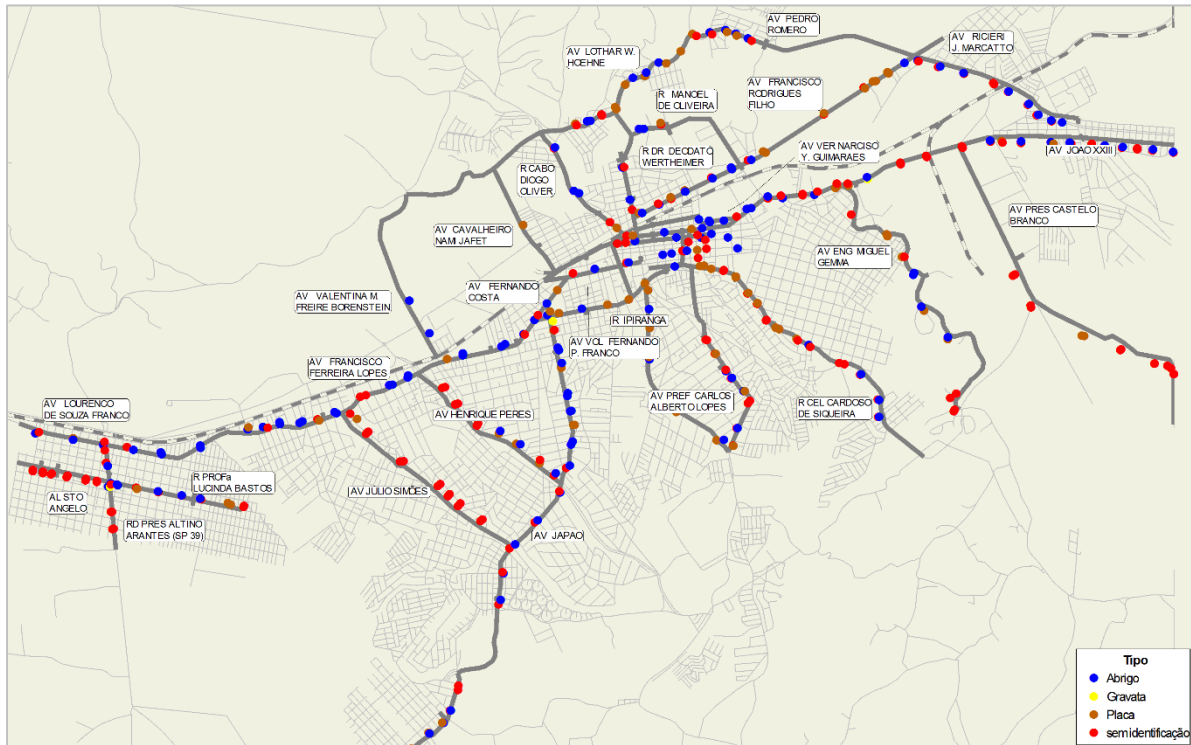 AV PEDRO
ROMERO
AV LOTHAR W.
HOEHNE
AV RICIERI
J. MARCATTO
AV FRANCISCO
RODRIGUES
FILHO
R MANOEL
DE OLIVEIRA
R DR DEODATO
WERTHEIMER
AV VER NARCISO
Y. GUIMARAES
AV JOAO XXIII
R CABO
DIOGO
OLIVER
AV PRES CASTELO
BRANCO
AV CAVALHEIRO
NAMI JAFET
AV ENG MIGUEL
GEMMA
AV FERNANDO
COSTA
AV VALENTINA M.
FREIRE BORENSTEIN
R IPIRANGA
AV VOL FERNANDO
P. FRANCO
AV FRANCISCO
FERREIRA LOPES
AV PREF CARLOS
ALBERTO LOPES
R CEL CARDOSO
DE SIQUEIRA
AV LOURENCO
DE SOUZA FRANCO
AV HENRIQUE PERES
R PROFa
LUCINDA BASTOS
AV JULIO SIMÕES
AL STO
ANGELO
RD PRES ALTINO
ARANTES (SP 39)
AV JAPAO
Tipo
Abrigo
Gravata
Placa
sem identificação